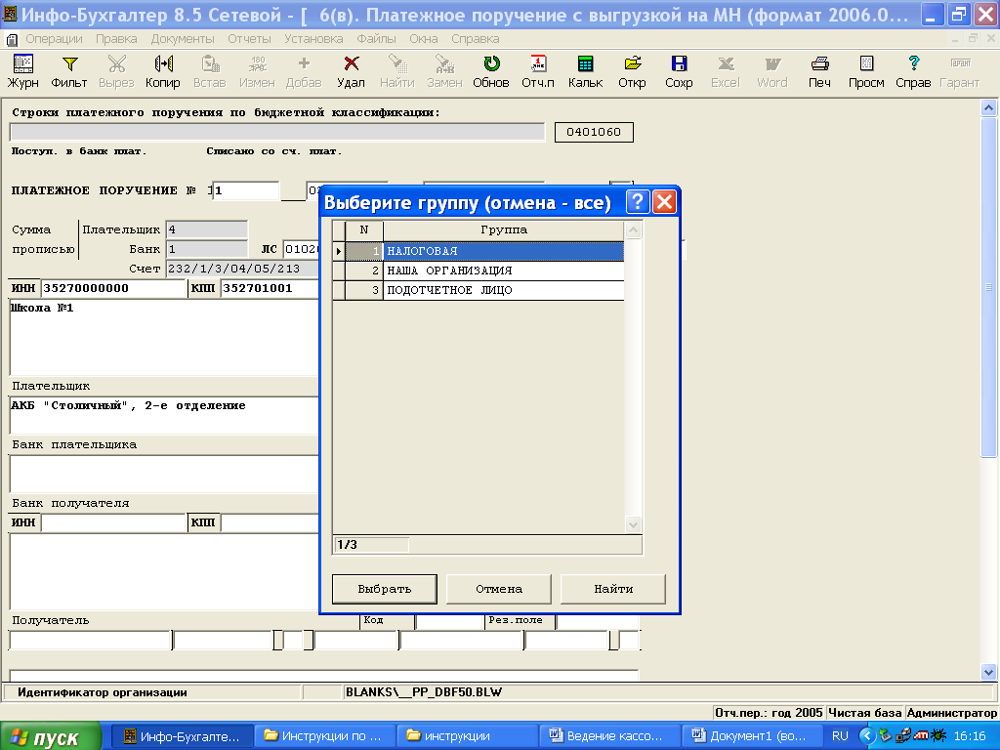 Инфо-Бухгалтер 8.5 Сетевой - [ 6(в). Платежное поручение с выгрузкой на МН (формат 2006.0...
Операции Правка Документы Отчеты Установка Файлы Окна Справка
Журн Фильт Вырез Копир Встав Измен Добав Удал Найти Замен Обнов Отч.п Кальк Откр Сохр Excel Word Печ Просм Справ Гарант
Строки платежного поручения по бюджетной классификации:
0401060
Поступ. в банк плат. Списано со сч. плат.
ПЛАТЕЖНОЕ ПОРУЧЕНИЕ № 1
Выберите группу (отмена - все)
Сумма
прописью
Плательщик 4
Банк 1 ЛС 0102
Счет 232/1/3/04/05/213
ИНН 35270000000 КПП 352701001
Школа №1
Плательщик
АКБ "Столичный", 2-е отделение
Банк плательщика
Банк получателя
ИНН КПП
N Группа
1 НАЛОГОВАЯ
2 НАША ОРГАНИЗАЦИЯ
3 ПОДОТЧЕТНОЕ ЛИЦО
1/3
Выбрать Отмена Найти
Получатель Код Рез.поле
Идентификатор организации BLANKS\__PP_DBF50.BLW
Отч.пер.: год 2005 Чистая база Администратор
пуск Инфо-Бухгалте... Инструкции по ... инструкции Ведение кассо... Документ1 (во... RU 16:16